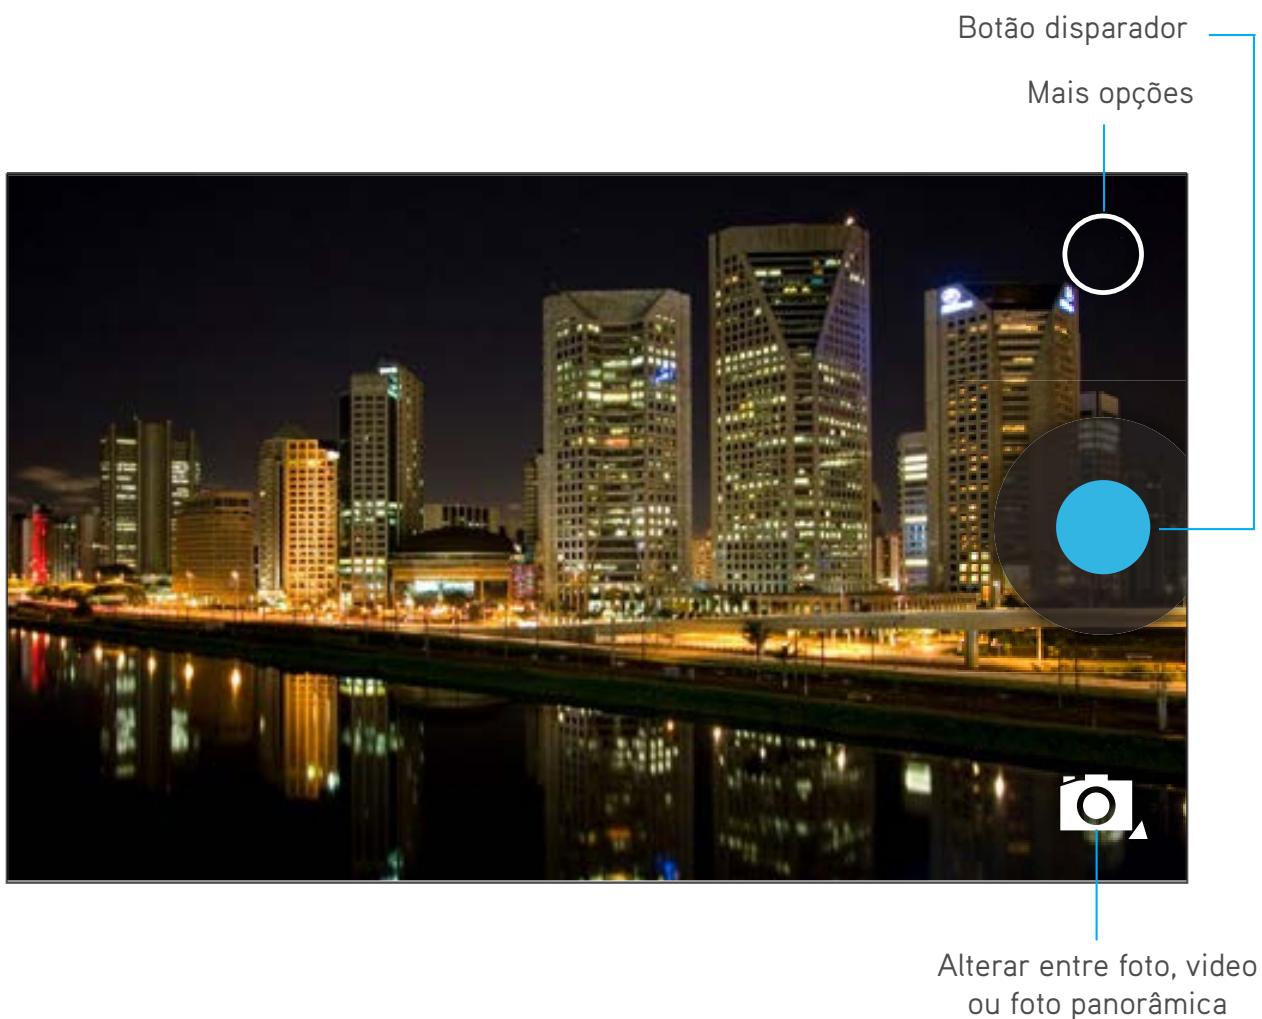 Botão disparador
Mais opções
Alterar entre foto, video
ou foto panorâmica